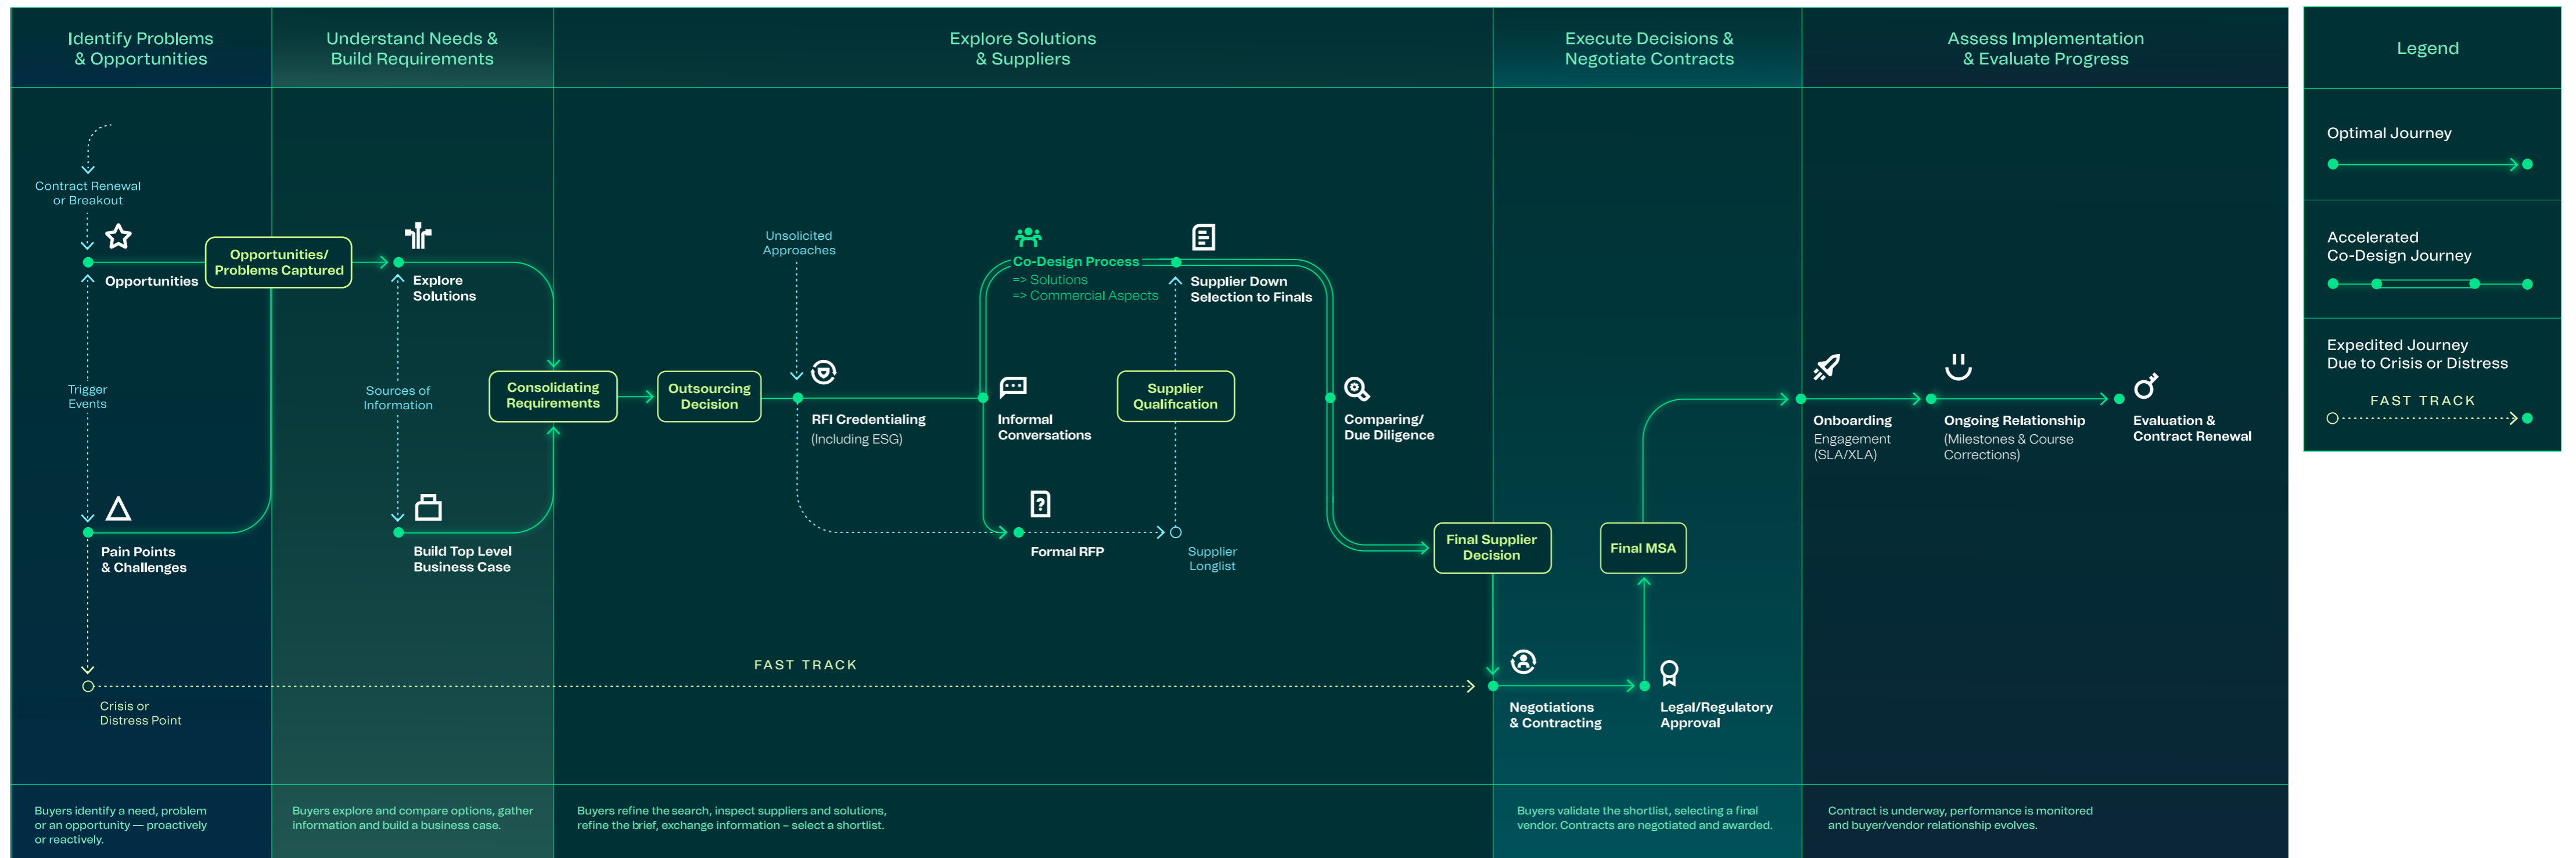 Identify Problems
& Opportunities
Understand Needs &
Build Requirements
Explore Solutions
& Suppliers
Execute Decisions &
Negotiate Contracts
Assess Implementation
& Evaluate Progress
Legend
Contract Renewal
or Breakout
Opportunities
Trigger
Events
Pain Points
& Challenges
Crisis or
Distress Point
Opportunities/
Problems Captured
Explore
Solutions
Sources of
Information
Build Top Level
Business Case
Consolidating
Requirements
Outsourcing
Decision
Unsolicited
Approaches
RFI Credentialing
(Including ESG)
Co-Design Process
=> Solutions
=> Commercial Aspects
Informal
Conversations
Formal RFP
Supplier Down
Selection to Finals
Supplier
Qualification
Supplier
Longlist
Comparing/
Due Diligence
FAST TRACK
Final Supplier
Decision
Final MSA
Negotiations
& Contracting
Legal/Regulatory
Approval
Onboarding
Engagement
(SLA/XLA)
Ongoing Relationship
(Milestones & Course
Corrections)
Evaluation &
Contract Renewal
Optimal Journey
Accelerated
Co-Design Journey
Expedited Journey
Due to Crisis or Distress
FAST TRACK
Buyers identify a need, problem
or an opportunity — proactively
or reactively.
Buyers explore and compare options, gather
information and build a business case.
Buyers refine the search, inspect suppliers and solutions,
refine the brief, exchange information – select a shortlist.
Buyers validate the shortlist, selecting a final
vendor. Contracts are negotiated and awarded.
Contract is underway, performance is monitored
and buyer/vendor relationship evolves.